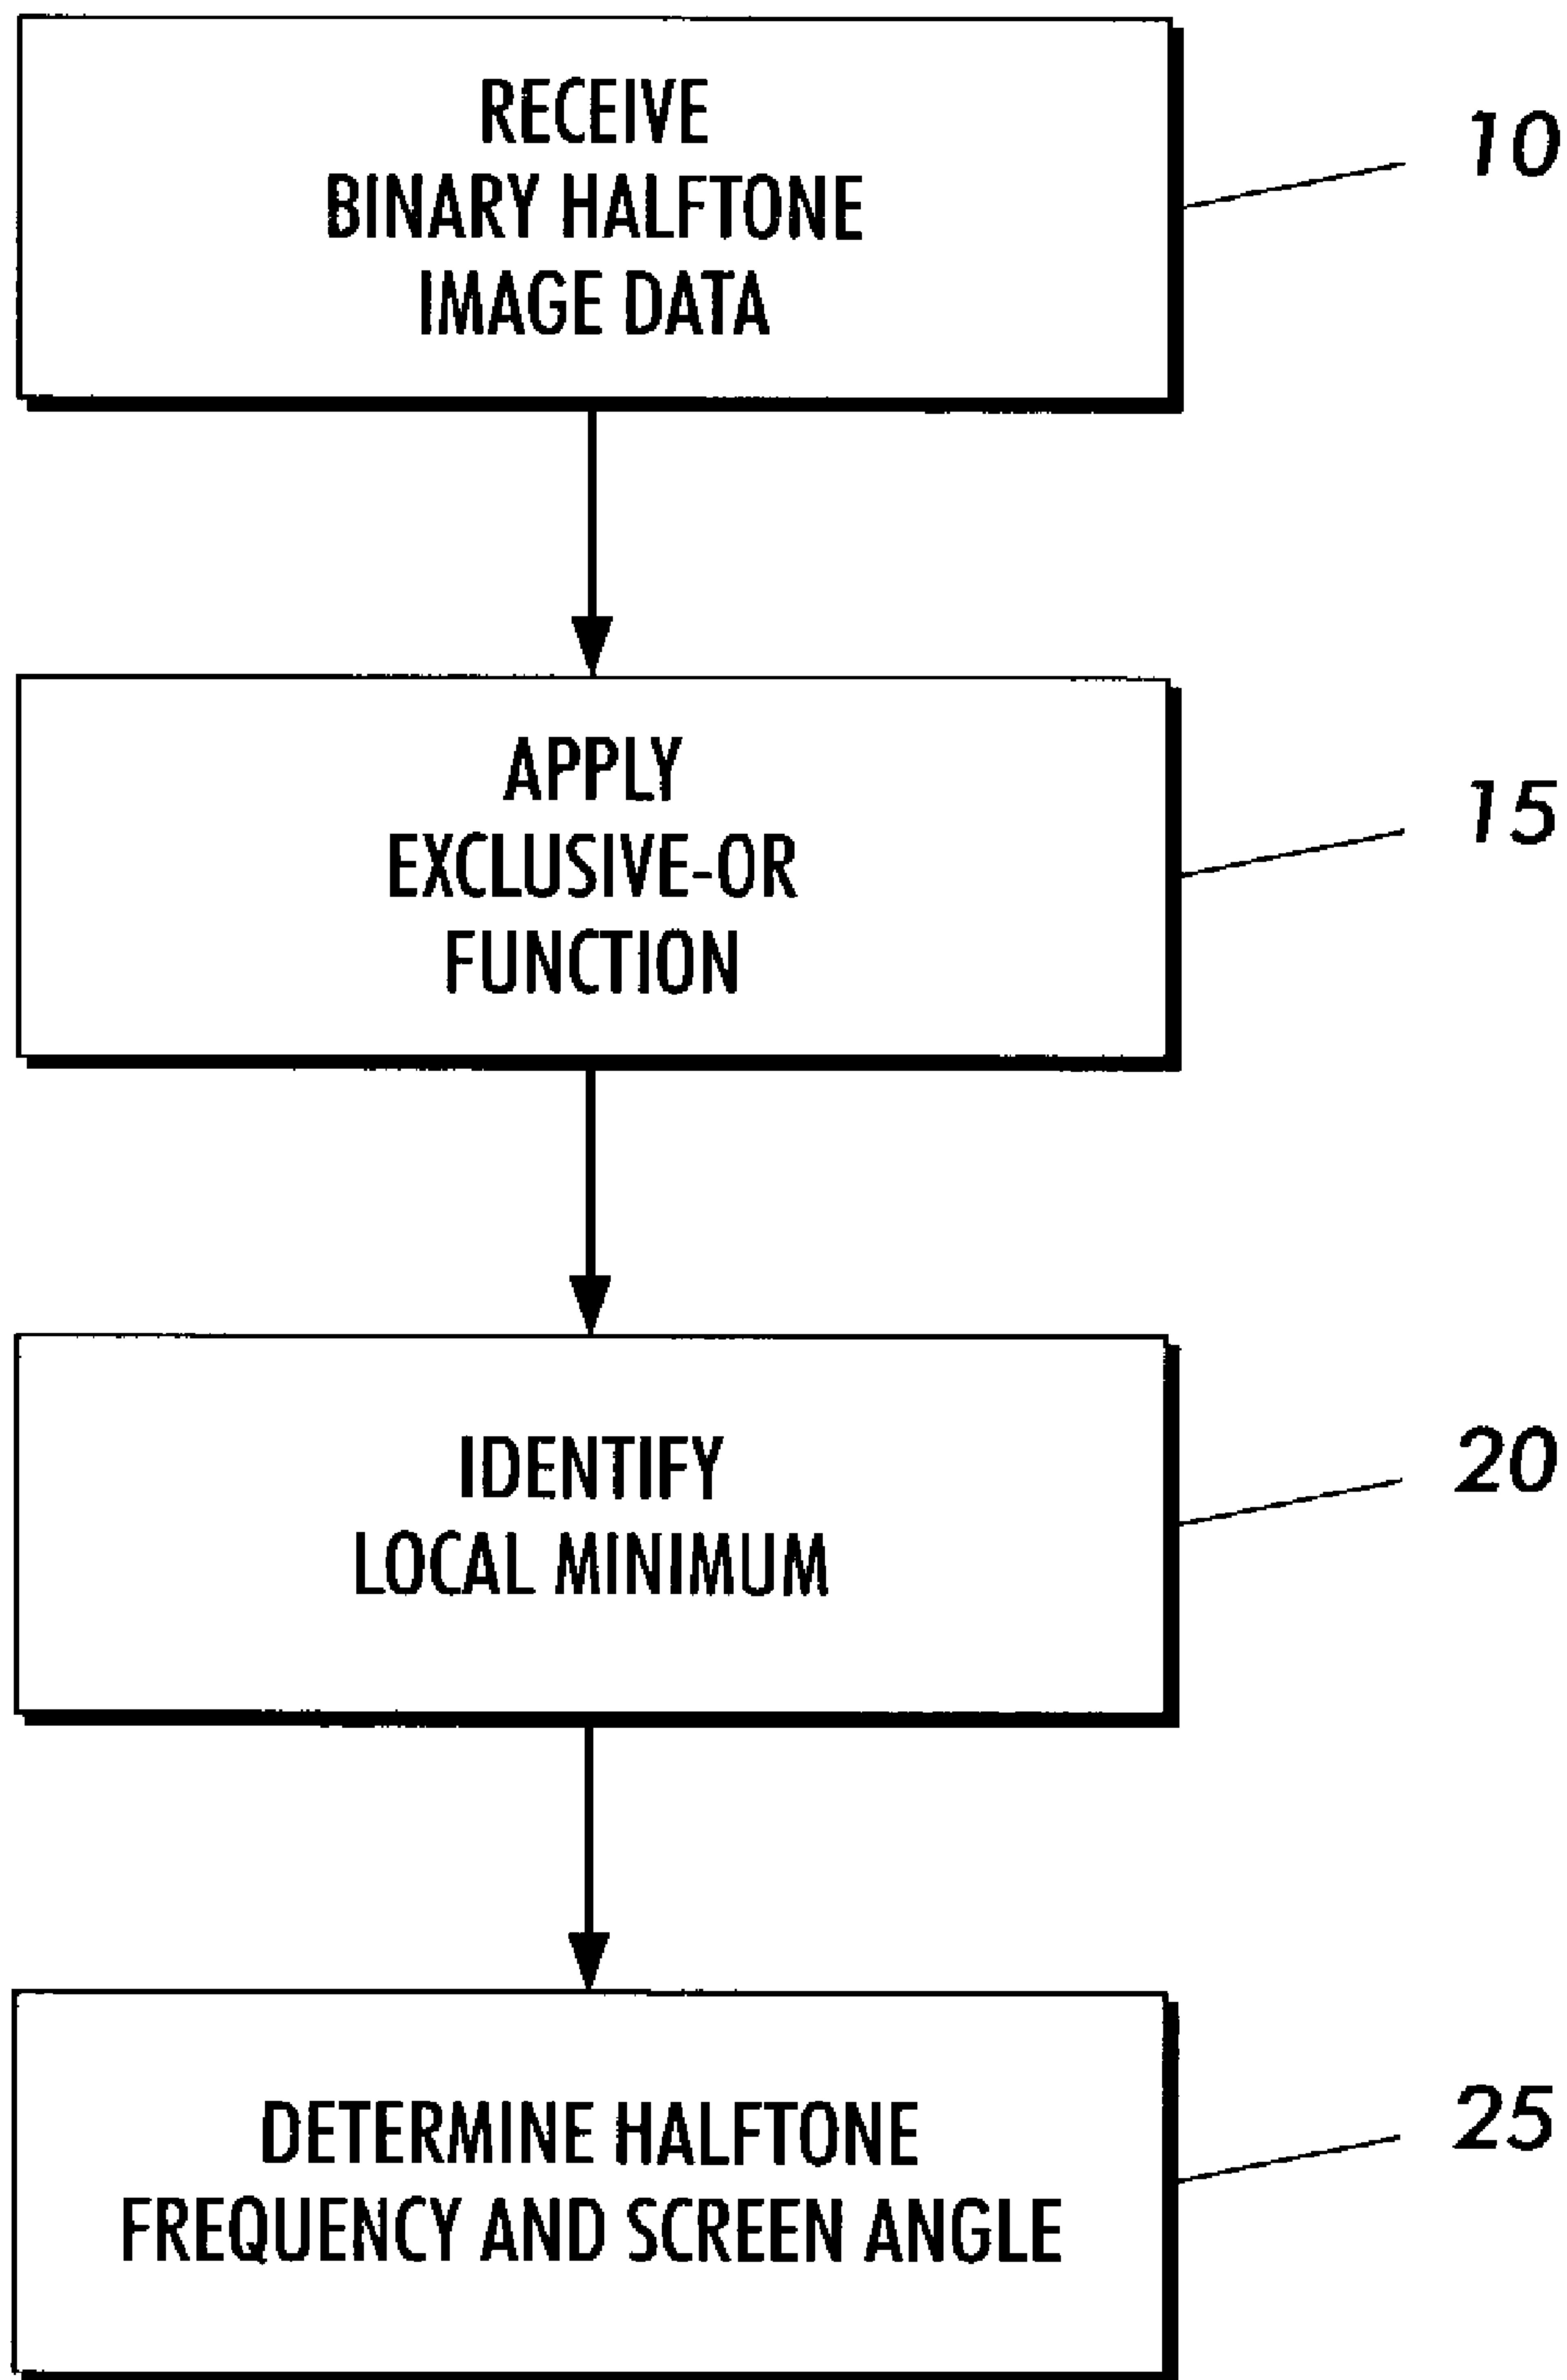 RECEIVE
BINARY HALFTONE
IMAGE DATA
10
APPLY
EXCLUSIVE-OR
FUNCTION
15
IDENTIFY
LOCAL MINIMUM
20
DETERMINE HALFTONE
FREQUENCY AND SCREEN ANGLE
25